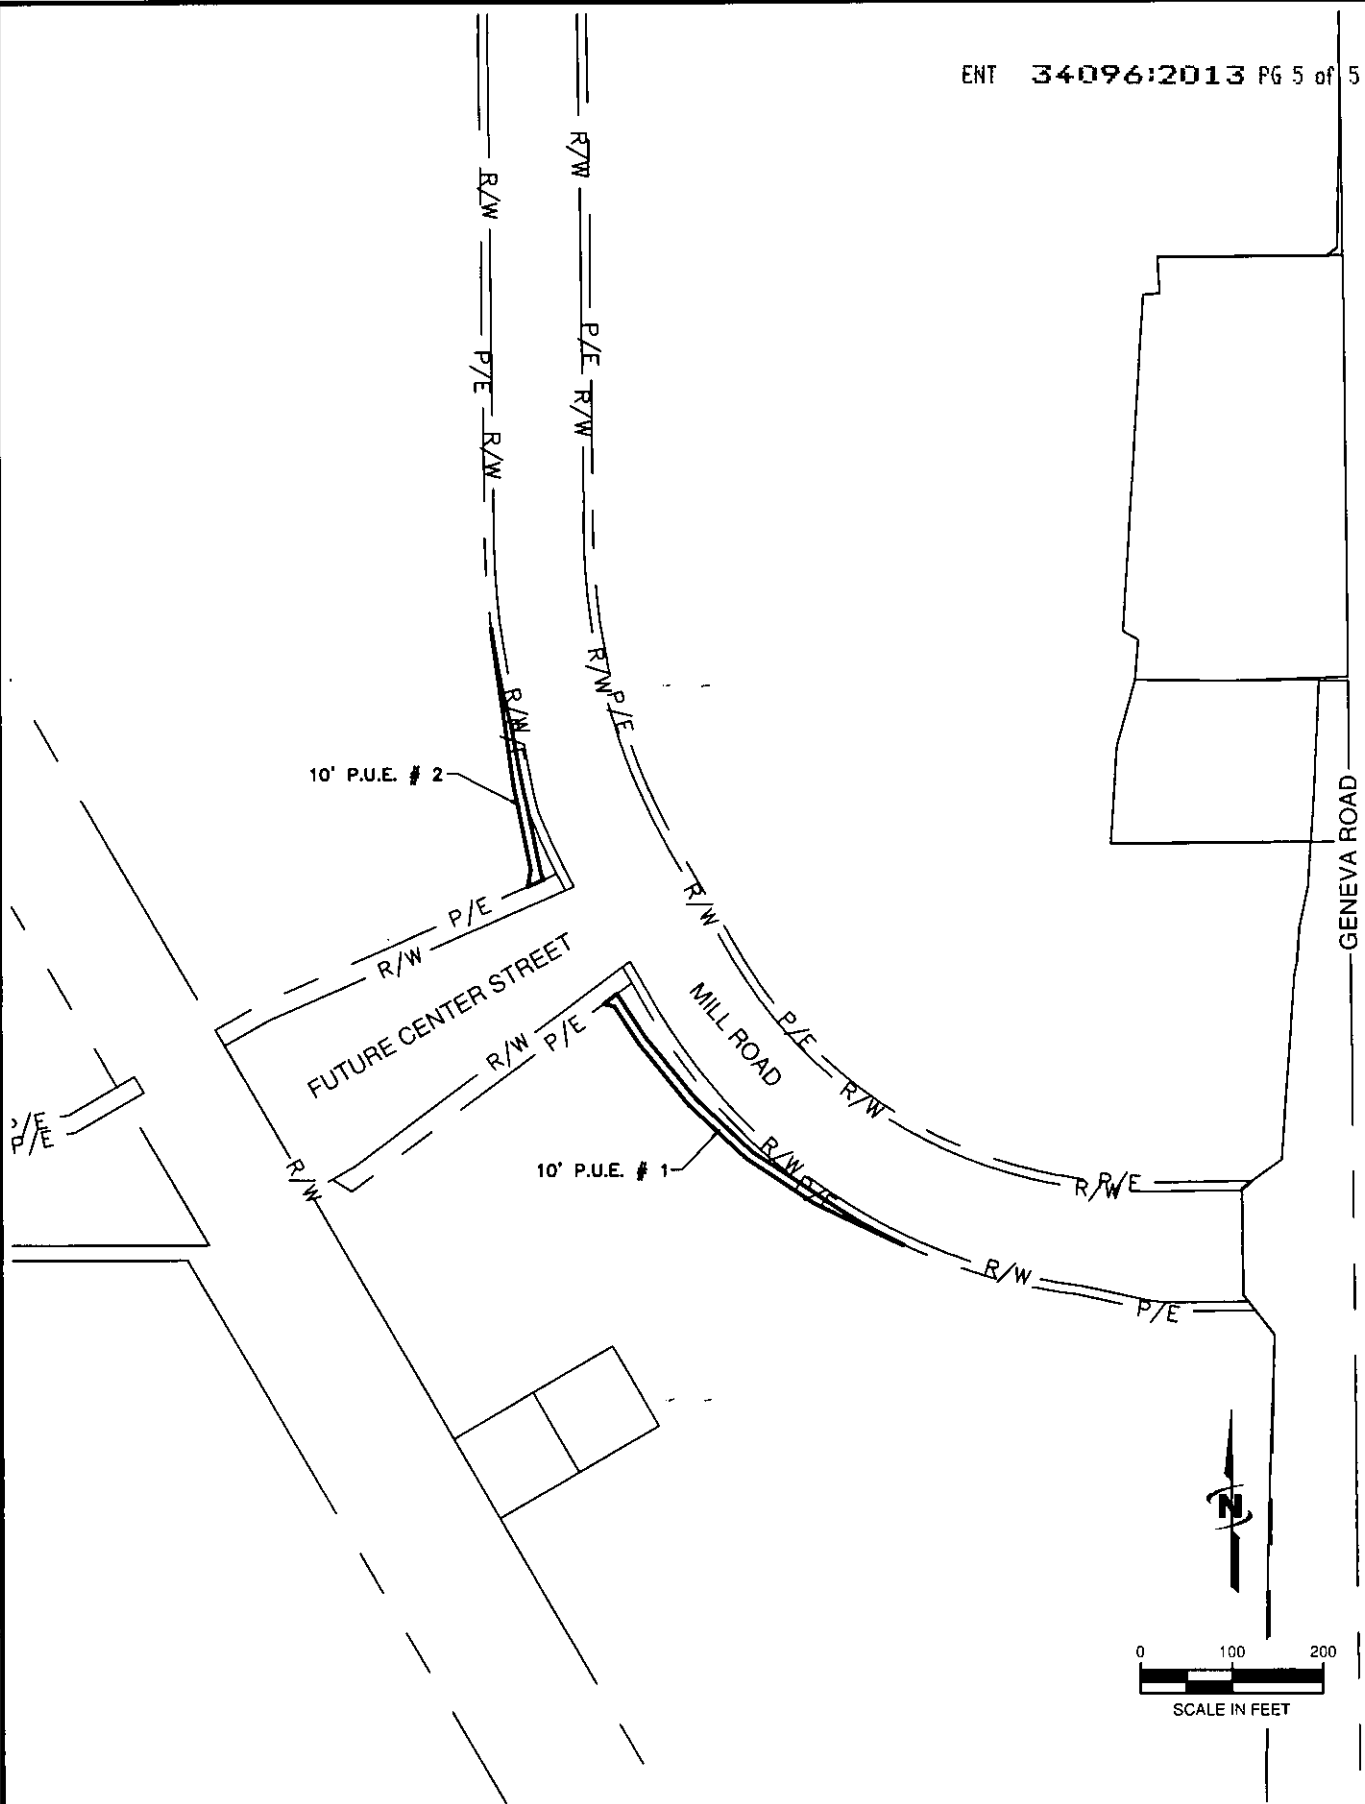 ENT 34096:2013 PG 5 of 5
R/W
R/W
P/E
P/E
R/W
R/W
R/W
P/E
R/W
10' P.U.E. # 2
GENEVA ROAD
P/E
R/W
R/W
FUTURE CENTER STREET
MILL ROAD
R/W
P/E
P/E
R/W
P/E
P/E
R/W
10' P.U.E. # 1
R/W
P/E
R/W
P/E
R/W
P/E
N
0 100 200
SCALE IN FEET